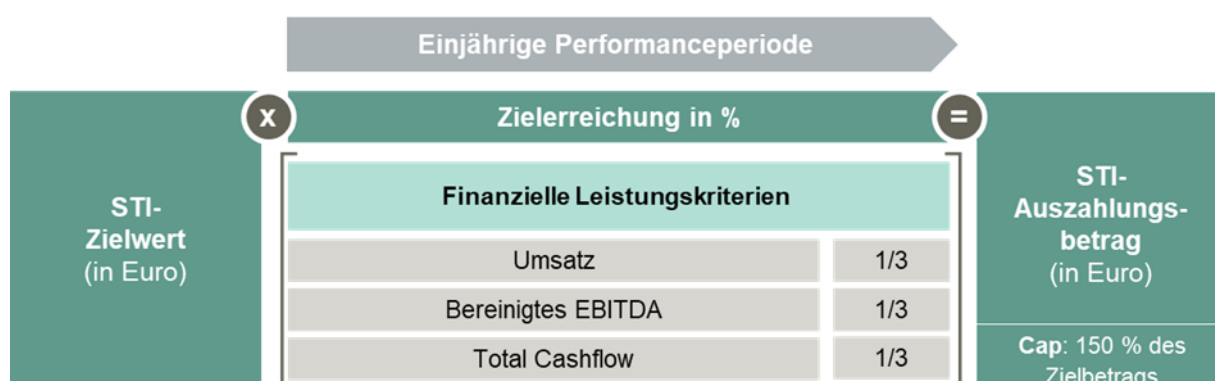 Einjährige Performanceperiode
x
Zielerreichung in %
=
STI-
Zielwert
(in Euro)
Finanzielle Leistungskriterien
Umsatz 1/3
Bereinigtes EBITDA 1/3
Total Cashflow 1/3
STI-
Auszahlungs-
betrag
(in Euro)
Cap: 150 % des
Zielbetrags